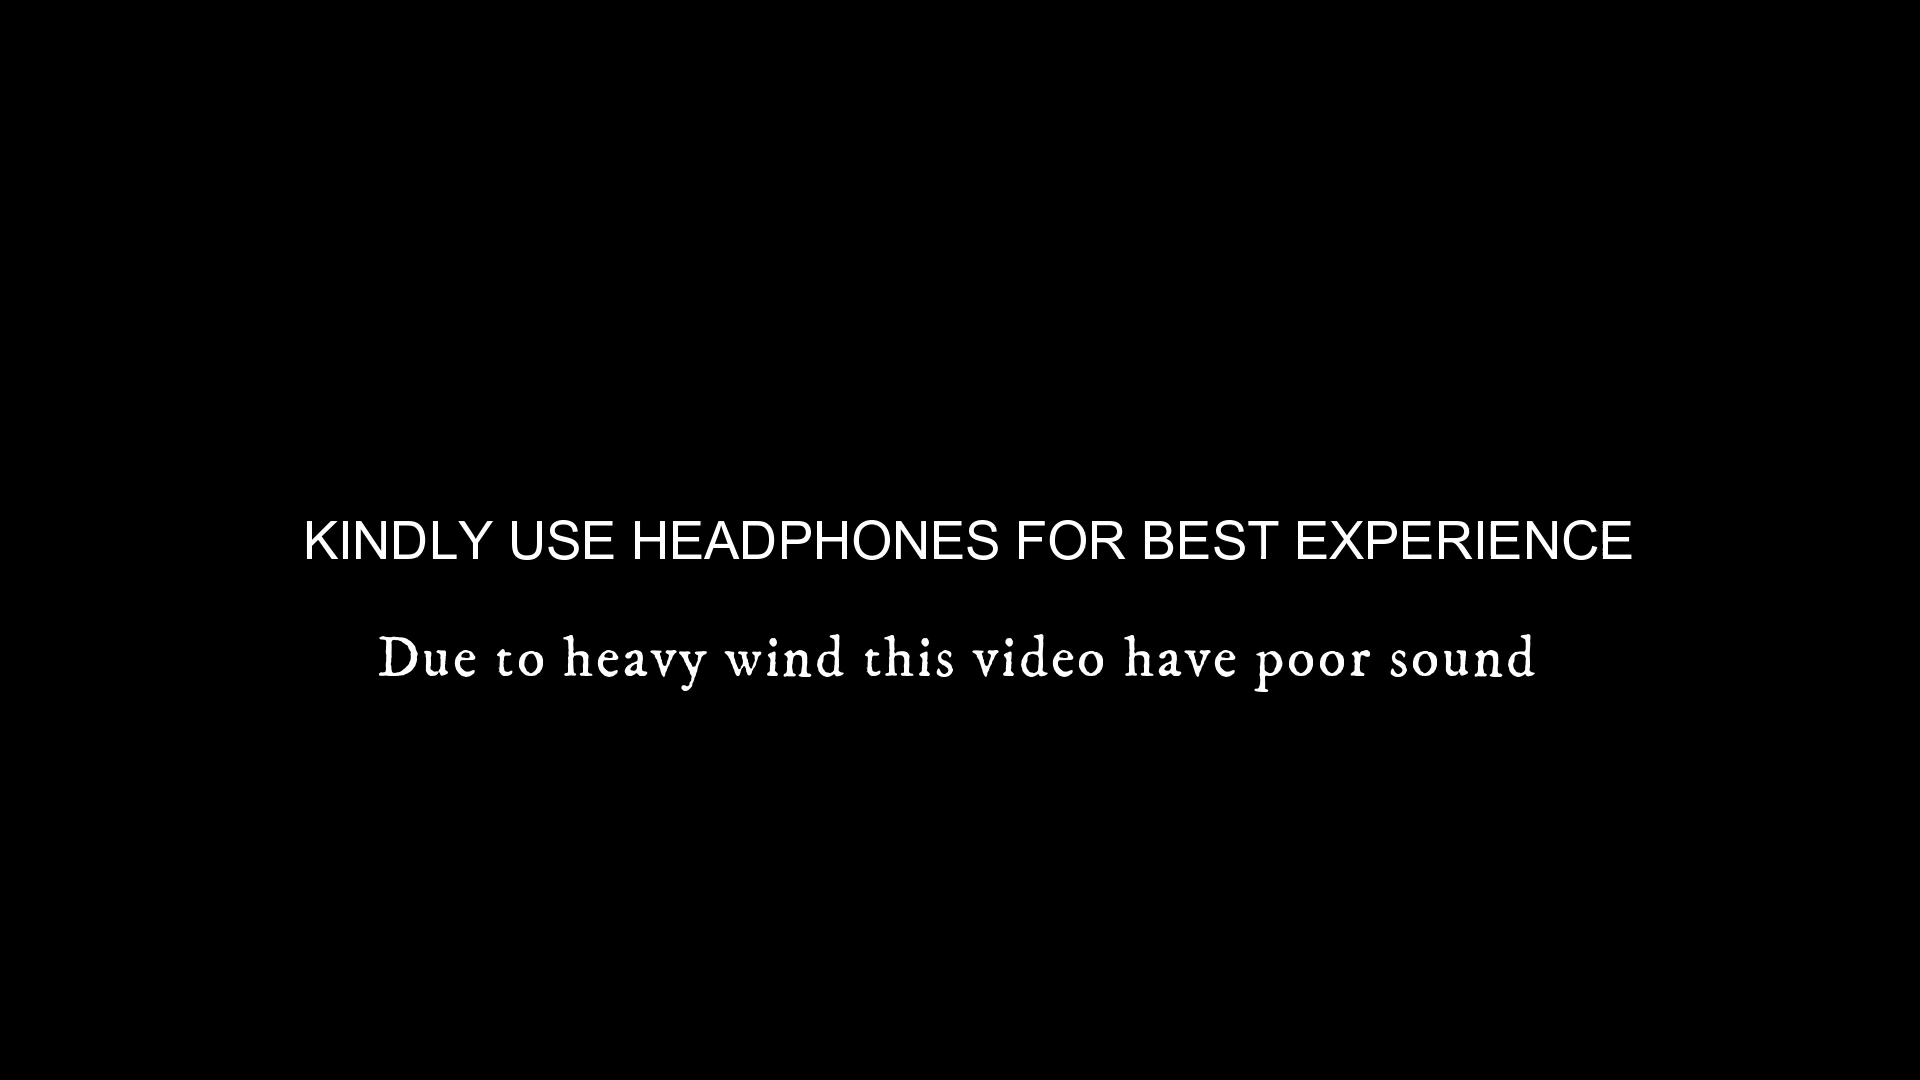 KINDLY USE HEADPHONES FOR BEST EXPERIENCE
Due to heavy wind this video have poor sound